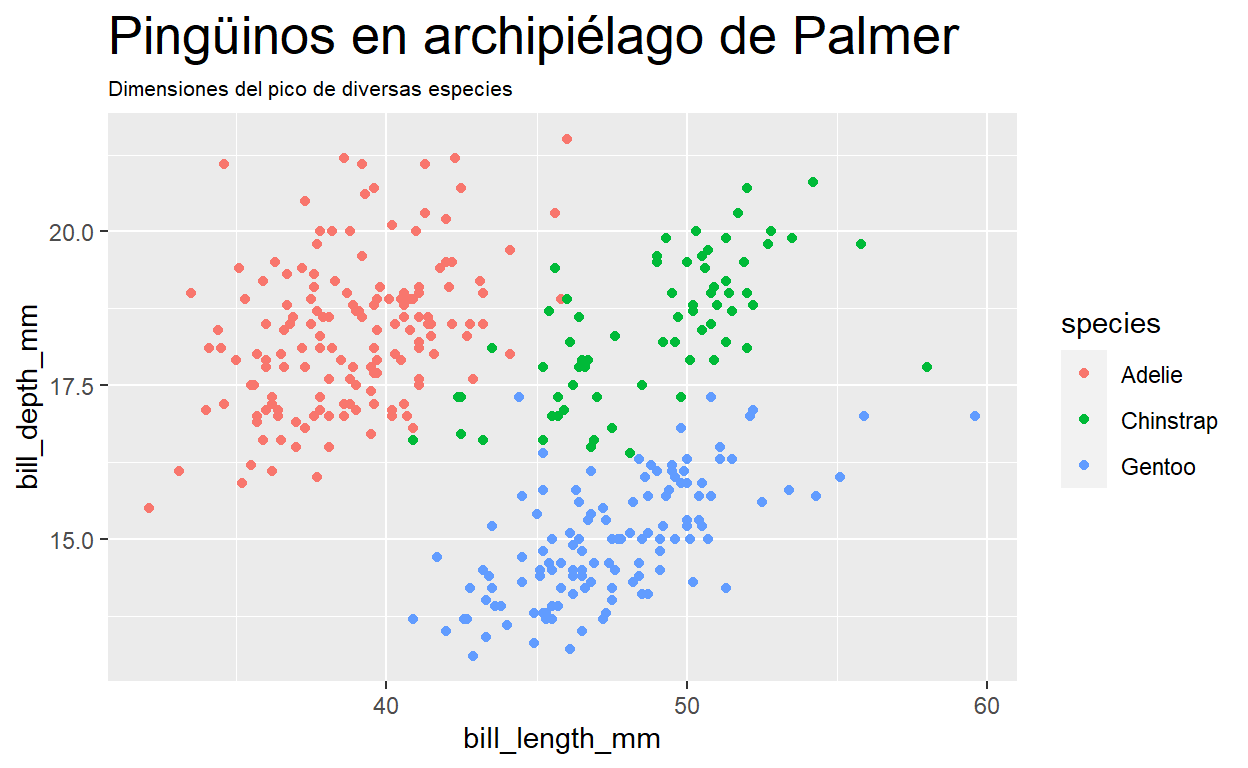 Pingüinos en archipiélago de Palmer
Dimensiones del pico de diversas especies
bill_depth_mm
20.0
17.5
15.0
40
50
60
bill_length_mm
species
Adelie
Chinstrap
Gentoo